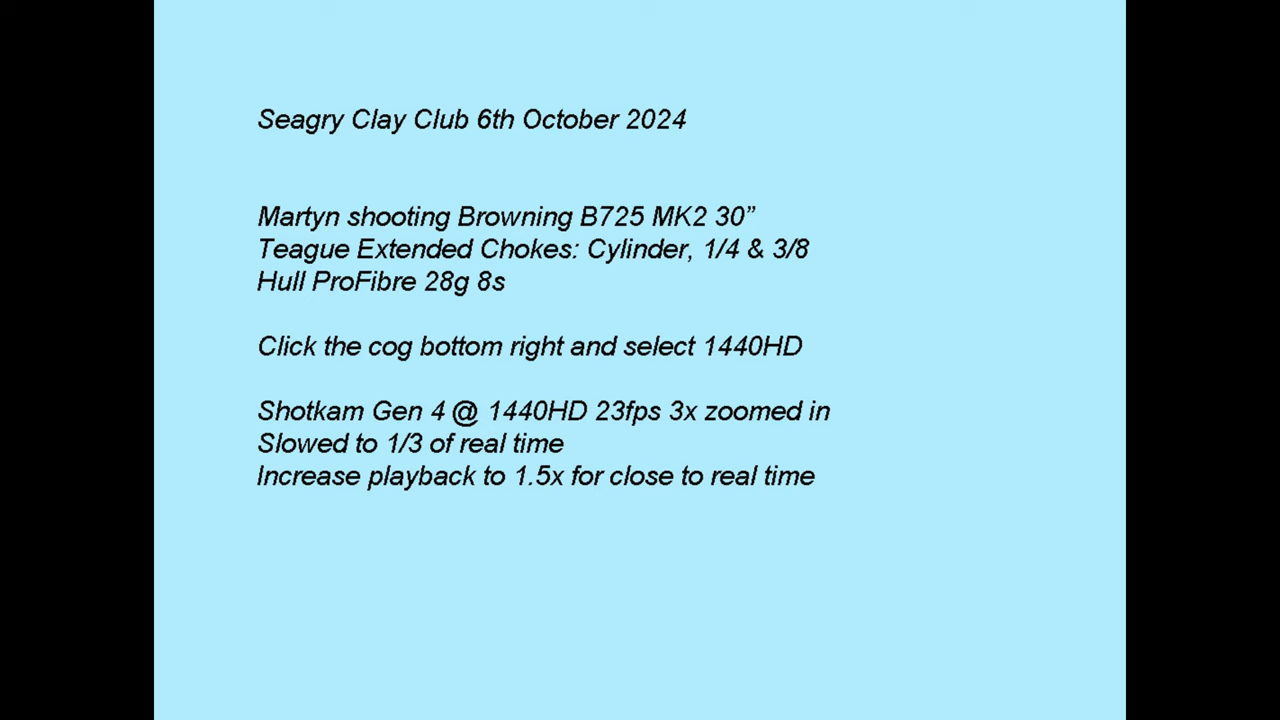 Seagry Clay Club 6th October 2024
Martyn shooting Browning B725 MK2 30”
Teague Extended Chokes: Cylinder, 1/4 & 3/8
Hull ProFibre 28g 8s
Click the cog bottom right and select 1440HD
Shotkam Gen 4 @ 1440HD 23fps 3x zoomed in
Slowed to 1/3 of real time
Increase playback to 1.5x for close to real time